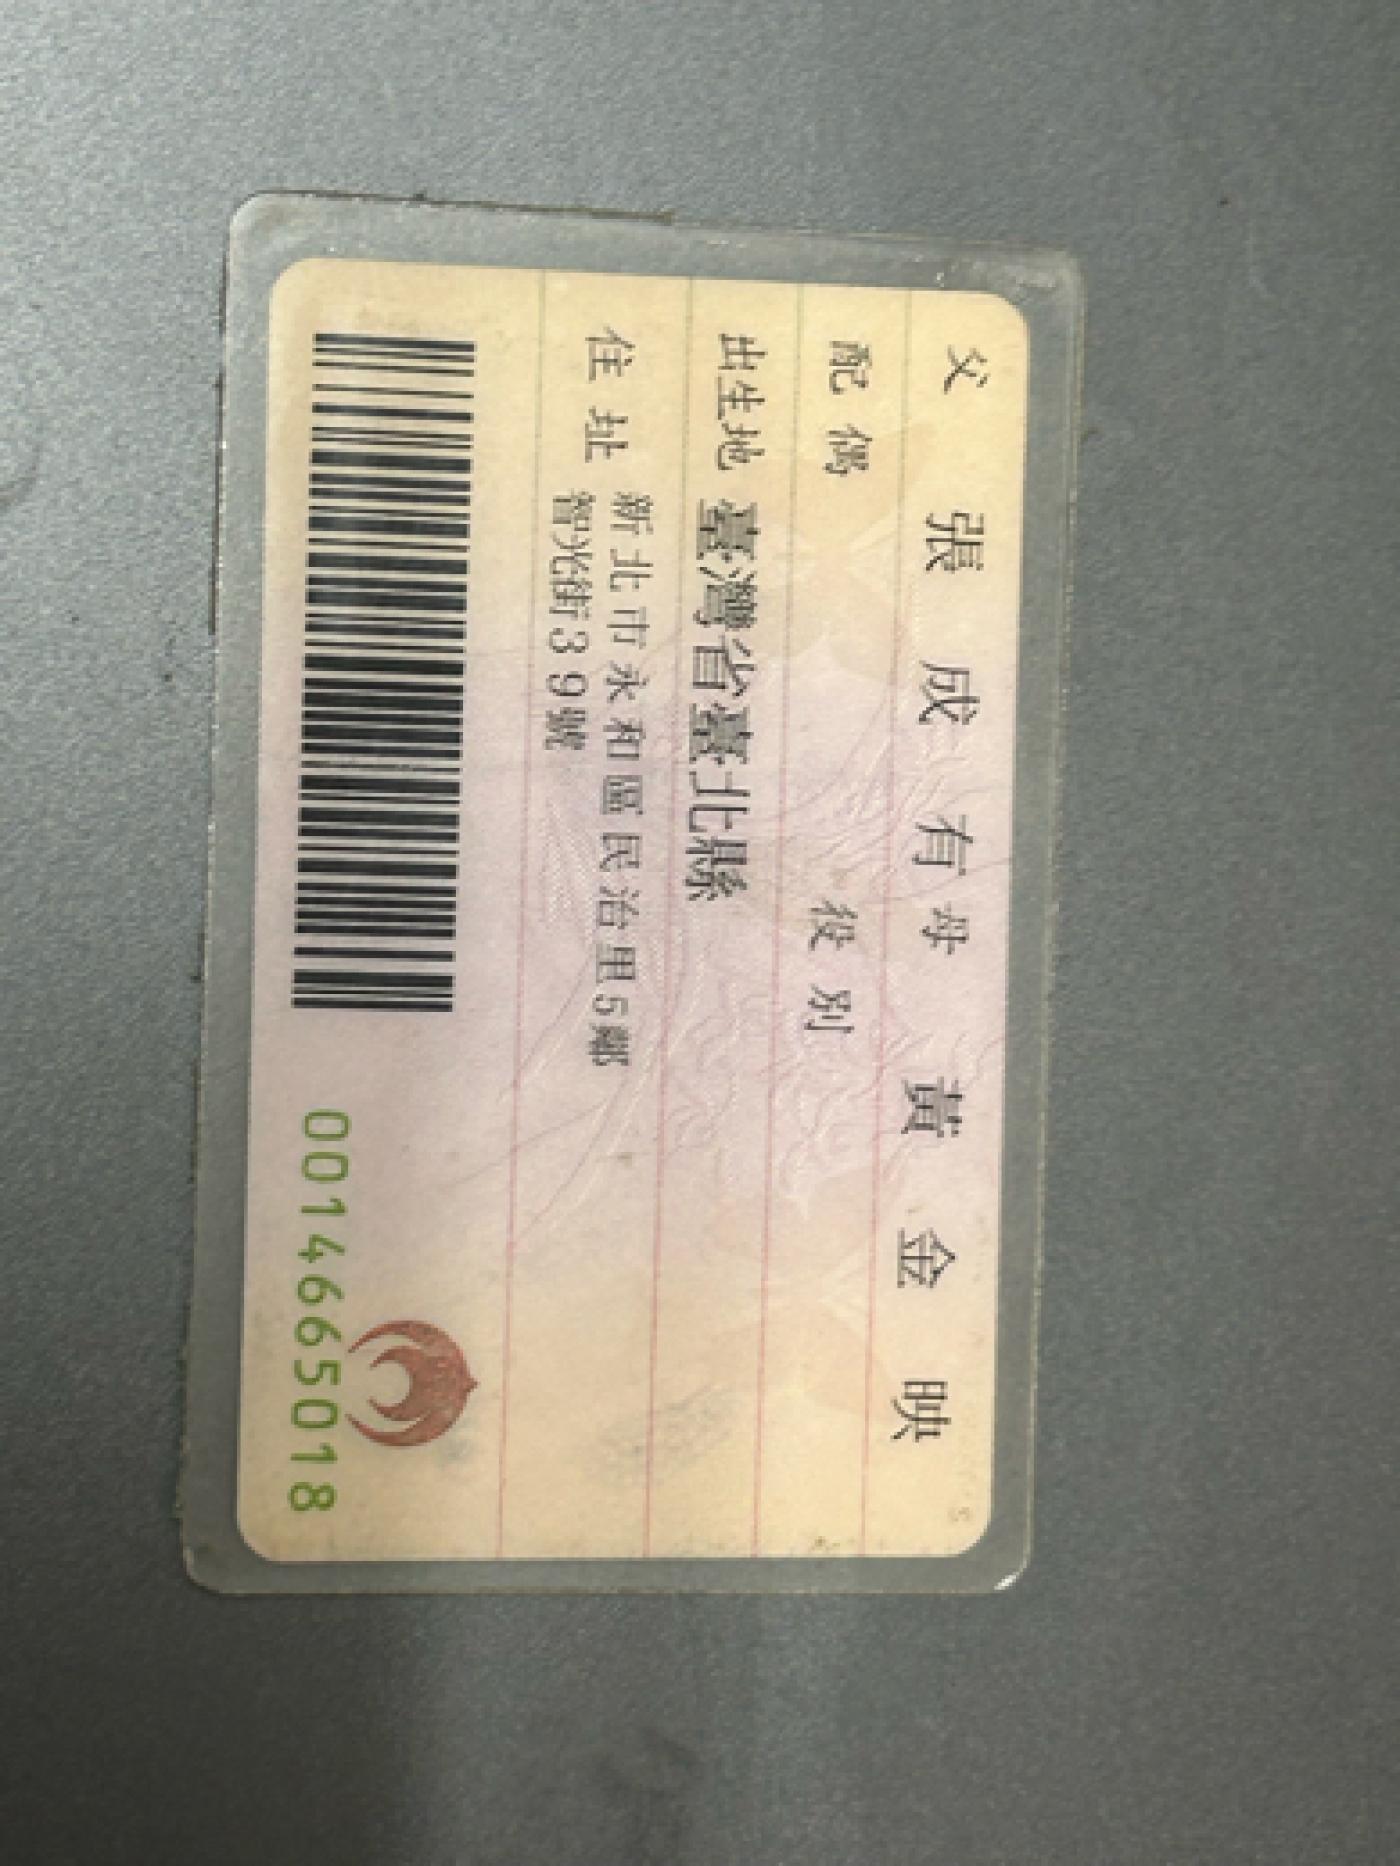 父 張成有 母 黃金映
配偶 役別
出生地 臺灣省臺北縣
住址 新北市永和區民治里5鄰
智光街39號
0014665018